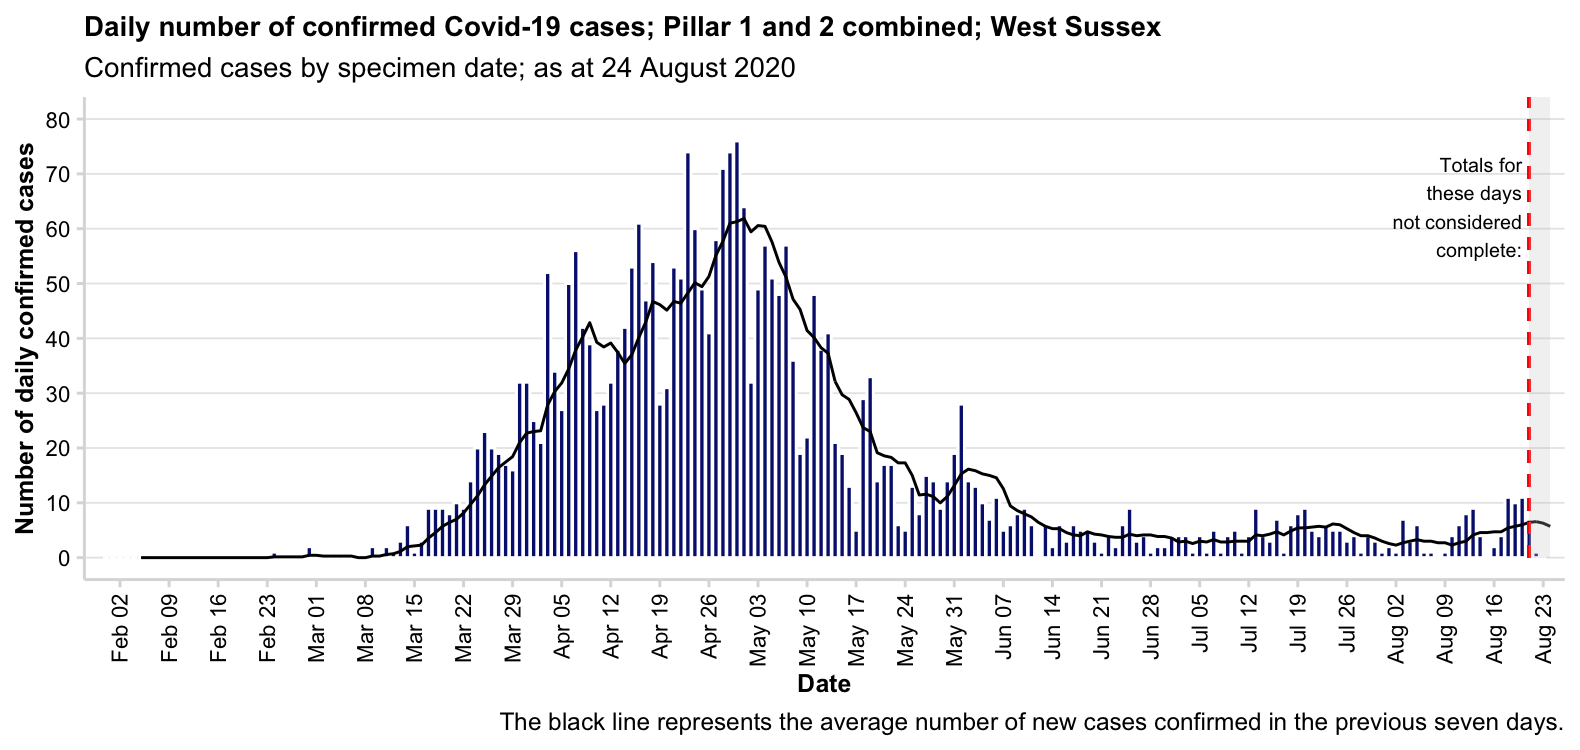 Daily number of confirmed Covid-19 cases; Pillar 1 and 2 combined; West Sussex
Confirmed cases by specimen date; as at 24 August 2020
Number of daily confirmed cases
80
70
60
50
40
30
20
10
0
Totals for
these days
not considered
complete:
Feb 02
Feb 09
Feb 16
Feb 23
Mar 01
Mar 08
Mar 15
Mar 22
Mar 29
Apr 05
Apr 12
Apr 19
Apr 26
May 03
May 10
May 17
May 24
May 31
Jun 07
Jun 14
Jun 21
Jun 28
Jul 05
Jul 12
Jul 19
Jul 26
Aug 02
Aug 09
Aug 16
Aug 23
Date
The black line represents the average number of new cases confirmed in the previous seven days.